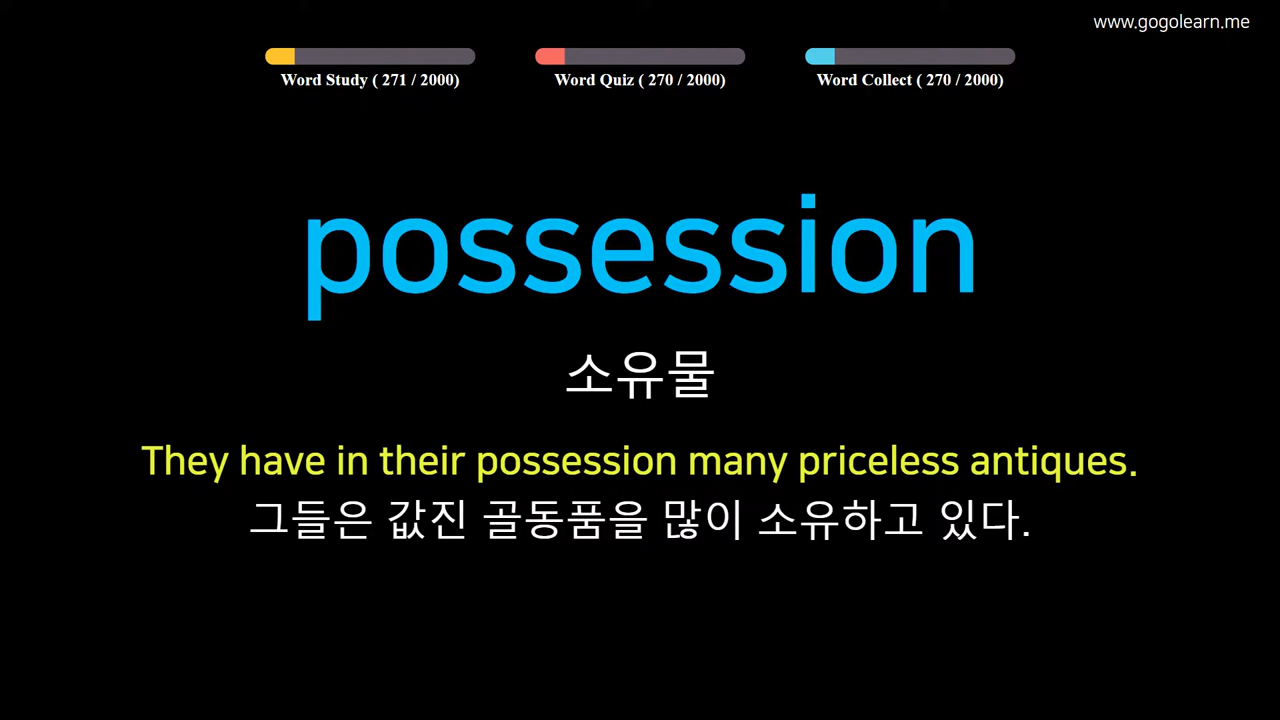 www.gogolearn.me
Word Study ( 271 / 2000)
Word Quiz ( 270 / 2000)
Word Collect ( 270 / 2000)
possession
소유물
They have in their possession many priceless antiques.
그들은 값진 골동품을 많이 소유하고 있다.